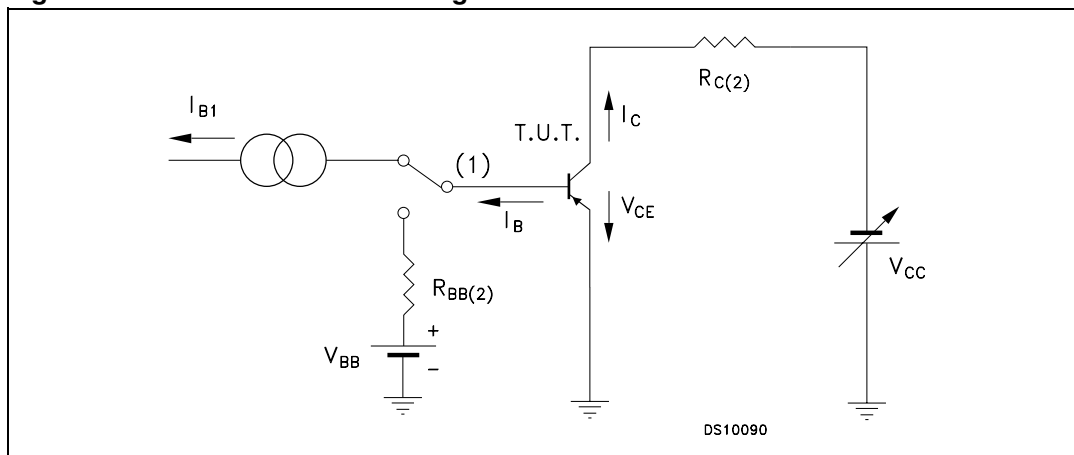 I_B1
T.U.T.
I_C
R_C(2)
(1)
I_B
V_CE
R_BB(2)
V_BB
+
−
V_CC
DS10090